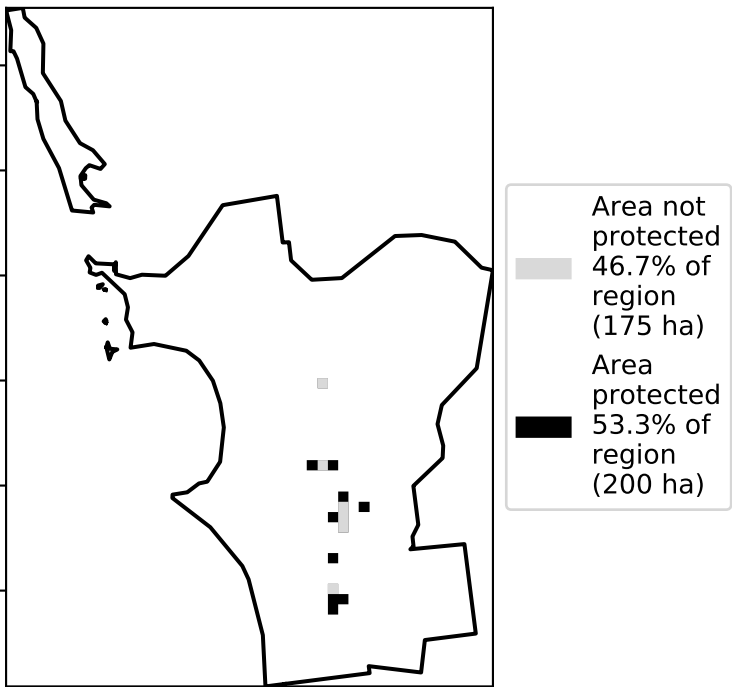 Area not
protected
46.7% of
region
(175 ha)
Area
protected
53.3% of
region
(200 ha)